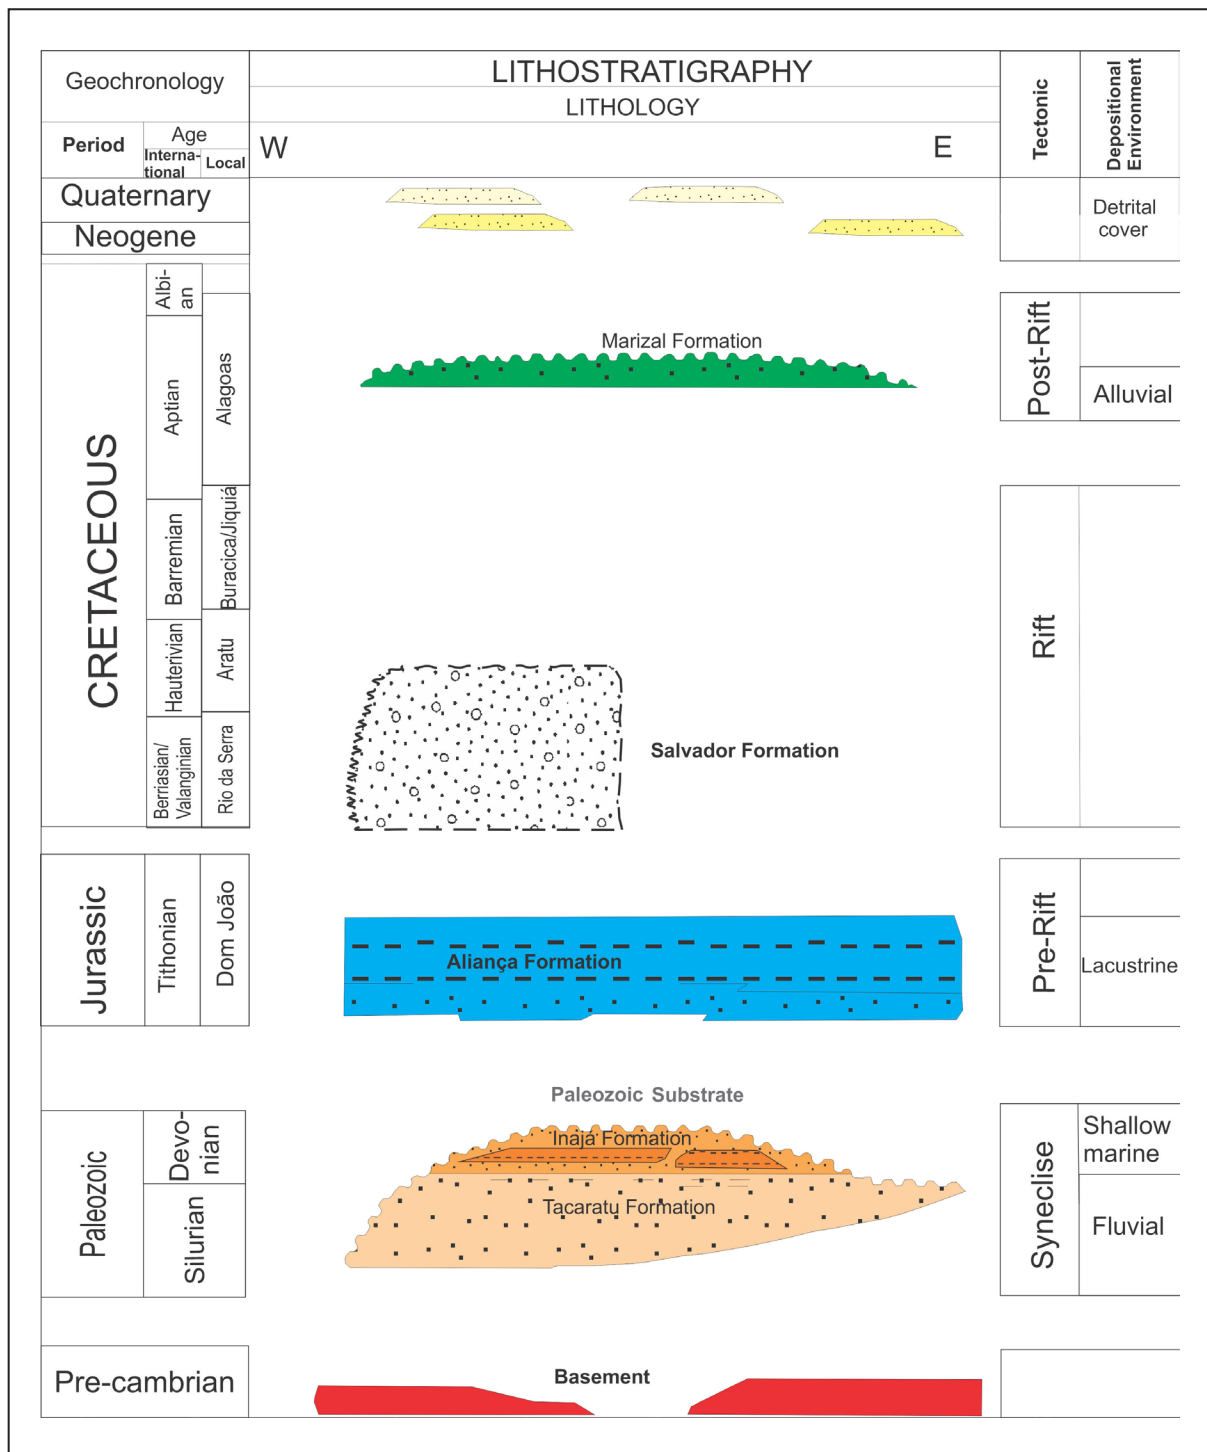 Geochronology
LITHOSTRATIGRAPHY
LITHOLOGY
Period
Age
Interna-
tional
Local
W
E
Tectonic
Depositional
Environment
Quaternary
Neogene
Detrital
cover
CRETACEOUS
Albi-
an
Aptian
Barremian
Hauterivian
Berriasian/
Valanginian
Alagoas
Buracica/Jiquiá
Aratu
Rio da Serra
Marizal Formation
Post-Rift
Alluvial
Salvador Formation
Rift
Jurassic
Tithonian
Dom João
Aliança Formation
Pre-Rift
Lacustrine
Paleozoic Substrate
Paleozoic
Devo-
nian
Silurian
Inajá Formation
Tacaratu Formation
Syneclise
Shallow
marine
Fluvial
Pre-cambrian
Basement